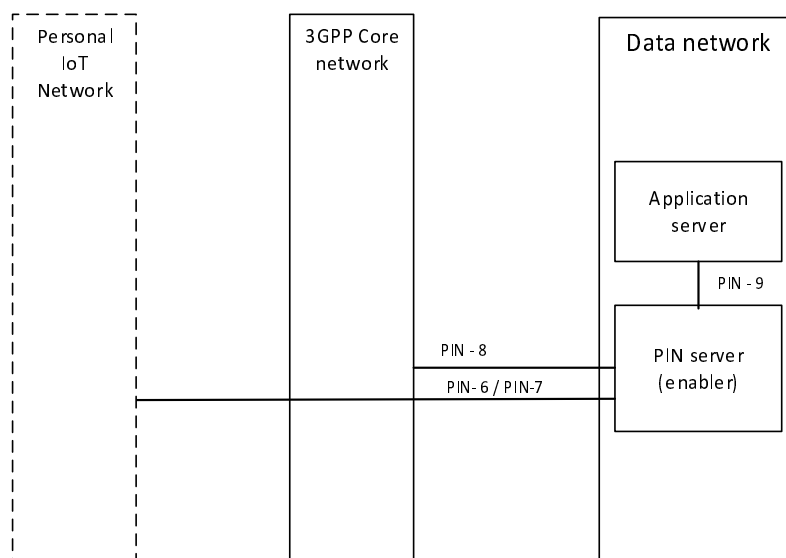 Personal
IoT
Network
3GPP Core
network
Data network
Application
server
PIN - 9
PIN - 8
PIN server
(enabler)
PIN- 6 / PIN-7